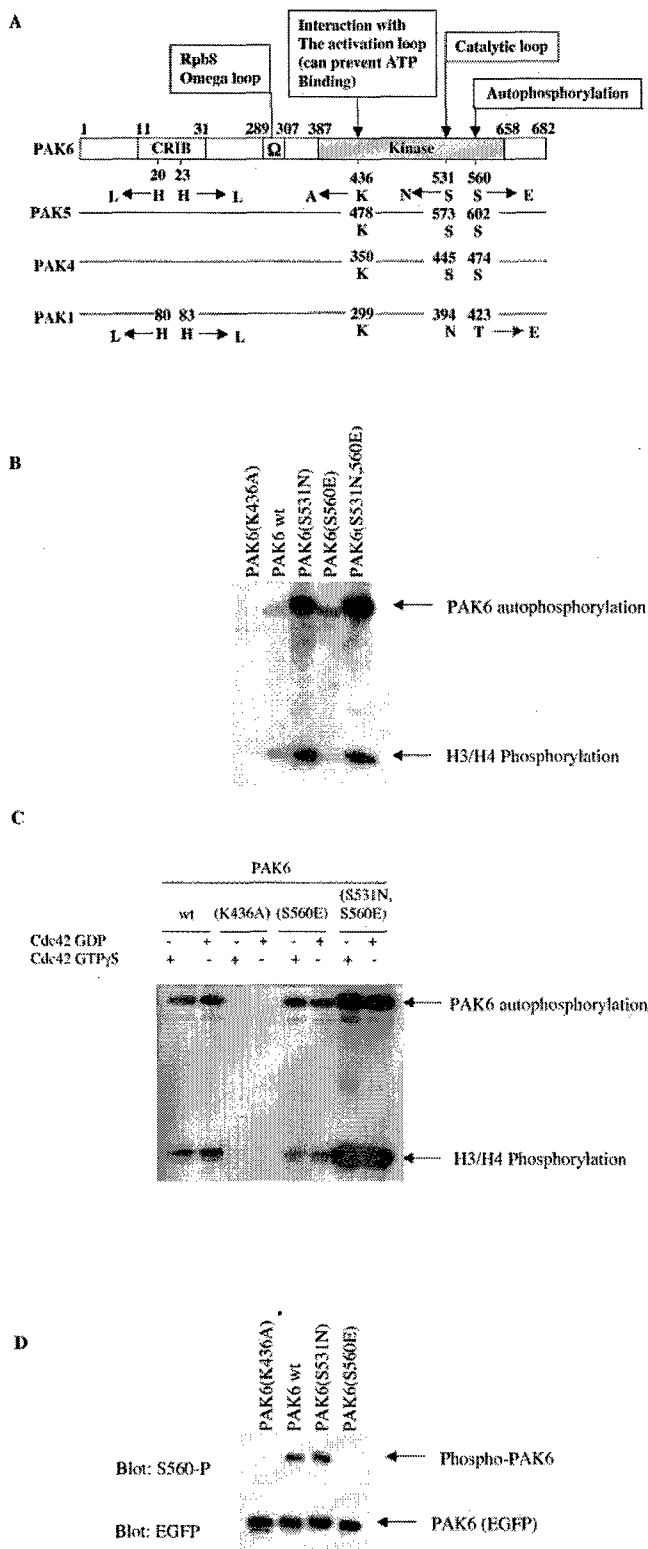 A
Interaction with
The activation loop
(can prevent ATP
Binding)
Rpb8
Omega loop
Catalytic loop
Autophosphorylation
1 11 31 289 307 387 658 682
PAK6 CRIB Ω Kinase
20 23 436 531 560
L ← H H → L A ← K N ← S S → E
PAK5 478 573 602
K S S
PAK4 350 445 474
K S S
PAK1 80 83 299 394 423
L ← H H → L K N T → E
B
PAK6(K436A)
PAK6 wt
PAK6(S531N)
PAK6(S560E)
PAK6(S531N,560E)
PAK6 autophosphorylation
H3/H4 Phosphorylation
C
PAK6
wt (K436A) (S560E) (S531N,
S560E)
Cdc42 GDP - + - + - + - +
Cdc42 GTPγS + - + - + - + -
PAK6 autophosphorylation
H3/H4 Phosphorylation
D
PAK6(K436A)
PAK6 wt
PAK6(S531N)
PAK6(S560E)
Blot: S560-P Phospho-PAK6
Blot: EGFP PAK6 (EGFP)